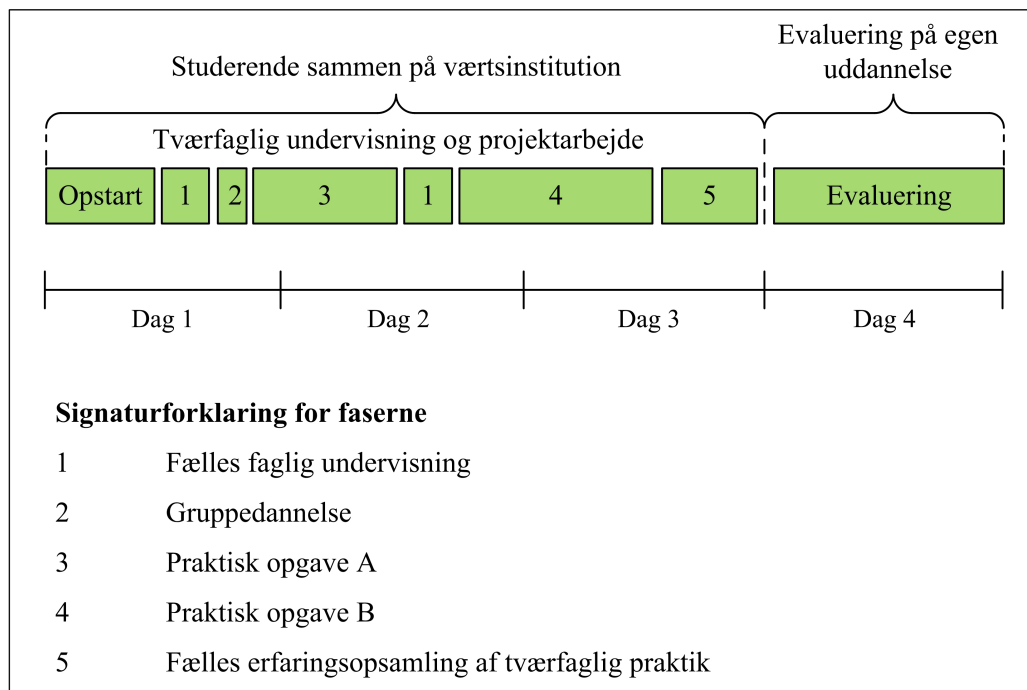 Studerende sammen på værtsinstitution
Evaluering på egen
uddannelse
Tværfaglig undervisning og projektarbejde
Opstart 1 2 3 1 4 5 Evaluering
Dag 1 Dag 2 Dag 3 Dag 4
Signaturforklaring for faserne
1 Fælles faglig undervisning
2 Gruppedannelse
3 Praktisk opgave A
4 Praktisk opgave B
5 Fælles erfaringsopsamling af tværfaglig praktik